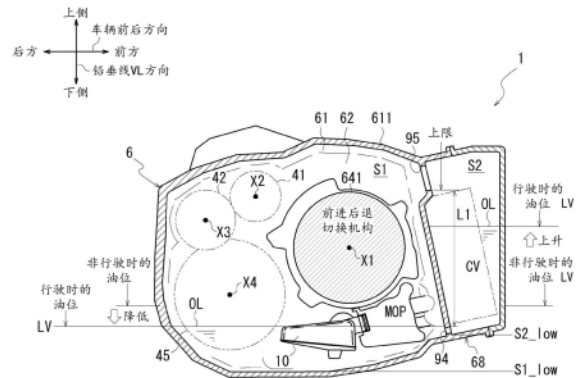 上侧
车辆前后方向
后方
前方
铅垂线VL方向
下侧
1
61
62
611
95
上限
S1
S2
6
42
41
641
X2
X3
前进后退
切换机构
X1
L1
OL
行驶时的
油位 LV
上升
CV
非行驶时的
油位 LV
非行驶时的
油位
行驶时的
油位
降低
LV
OL
X4
MOP
45
10
94
68
S2_low
S1_low